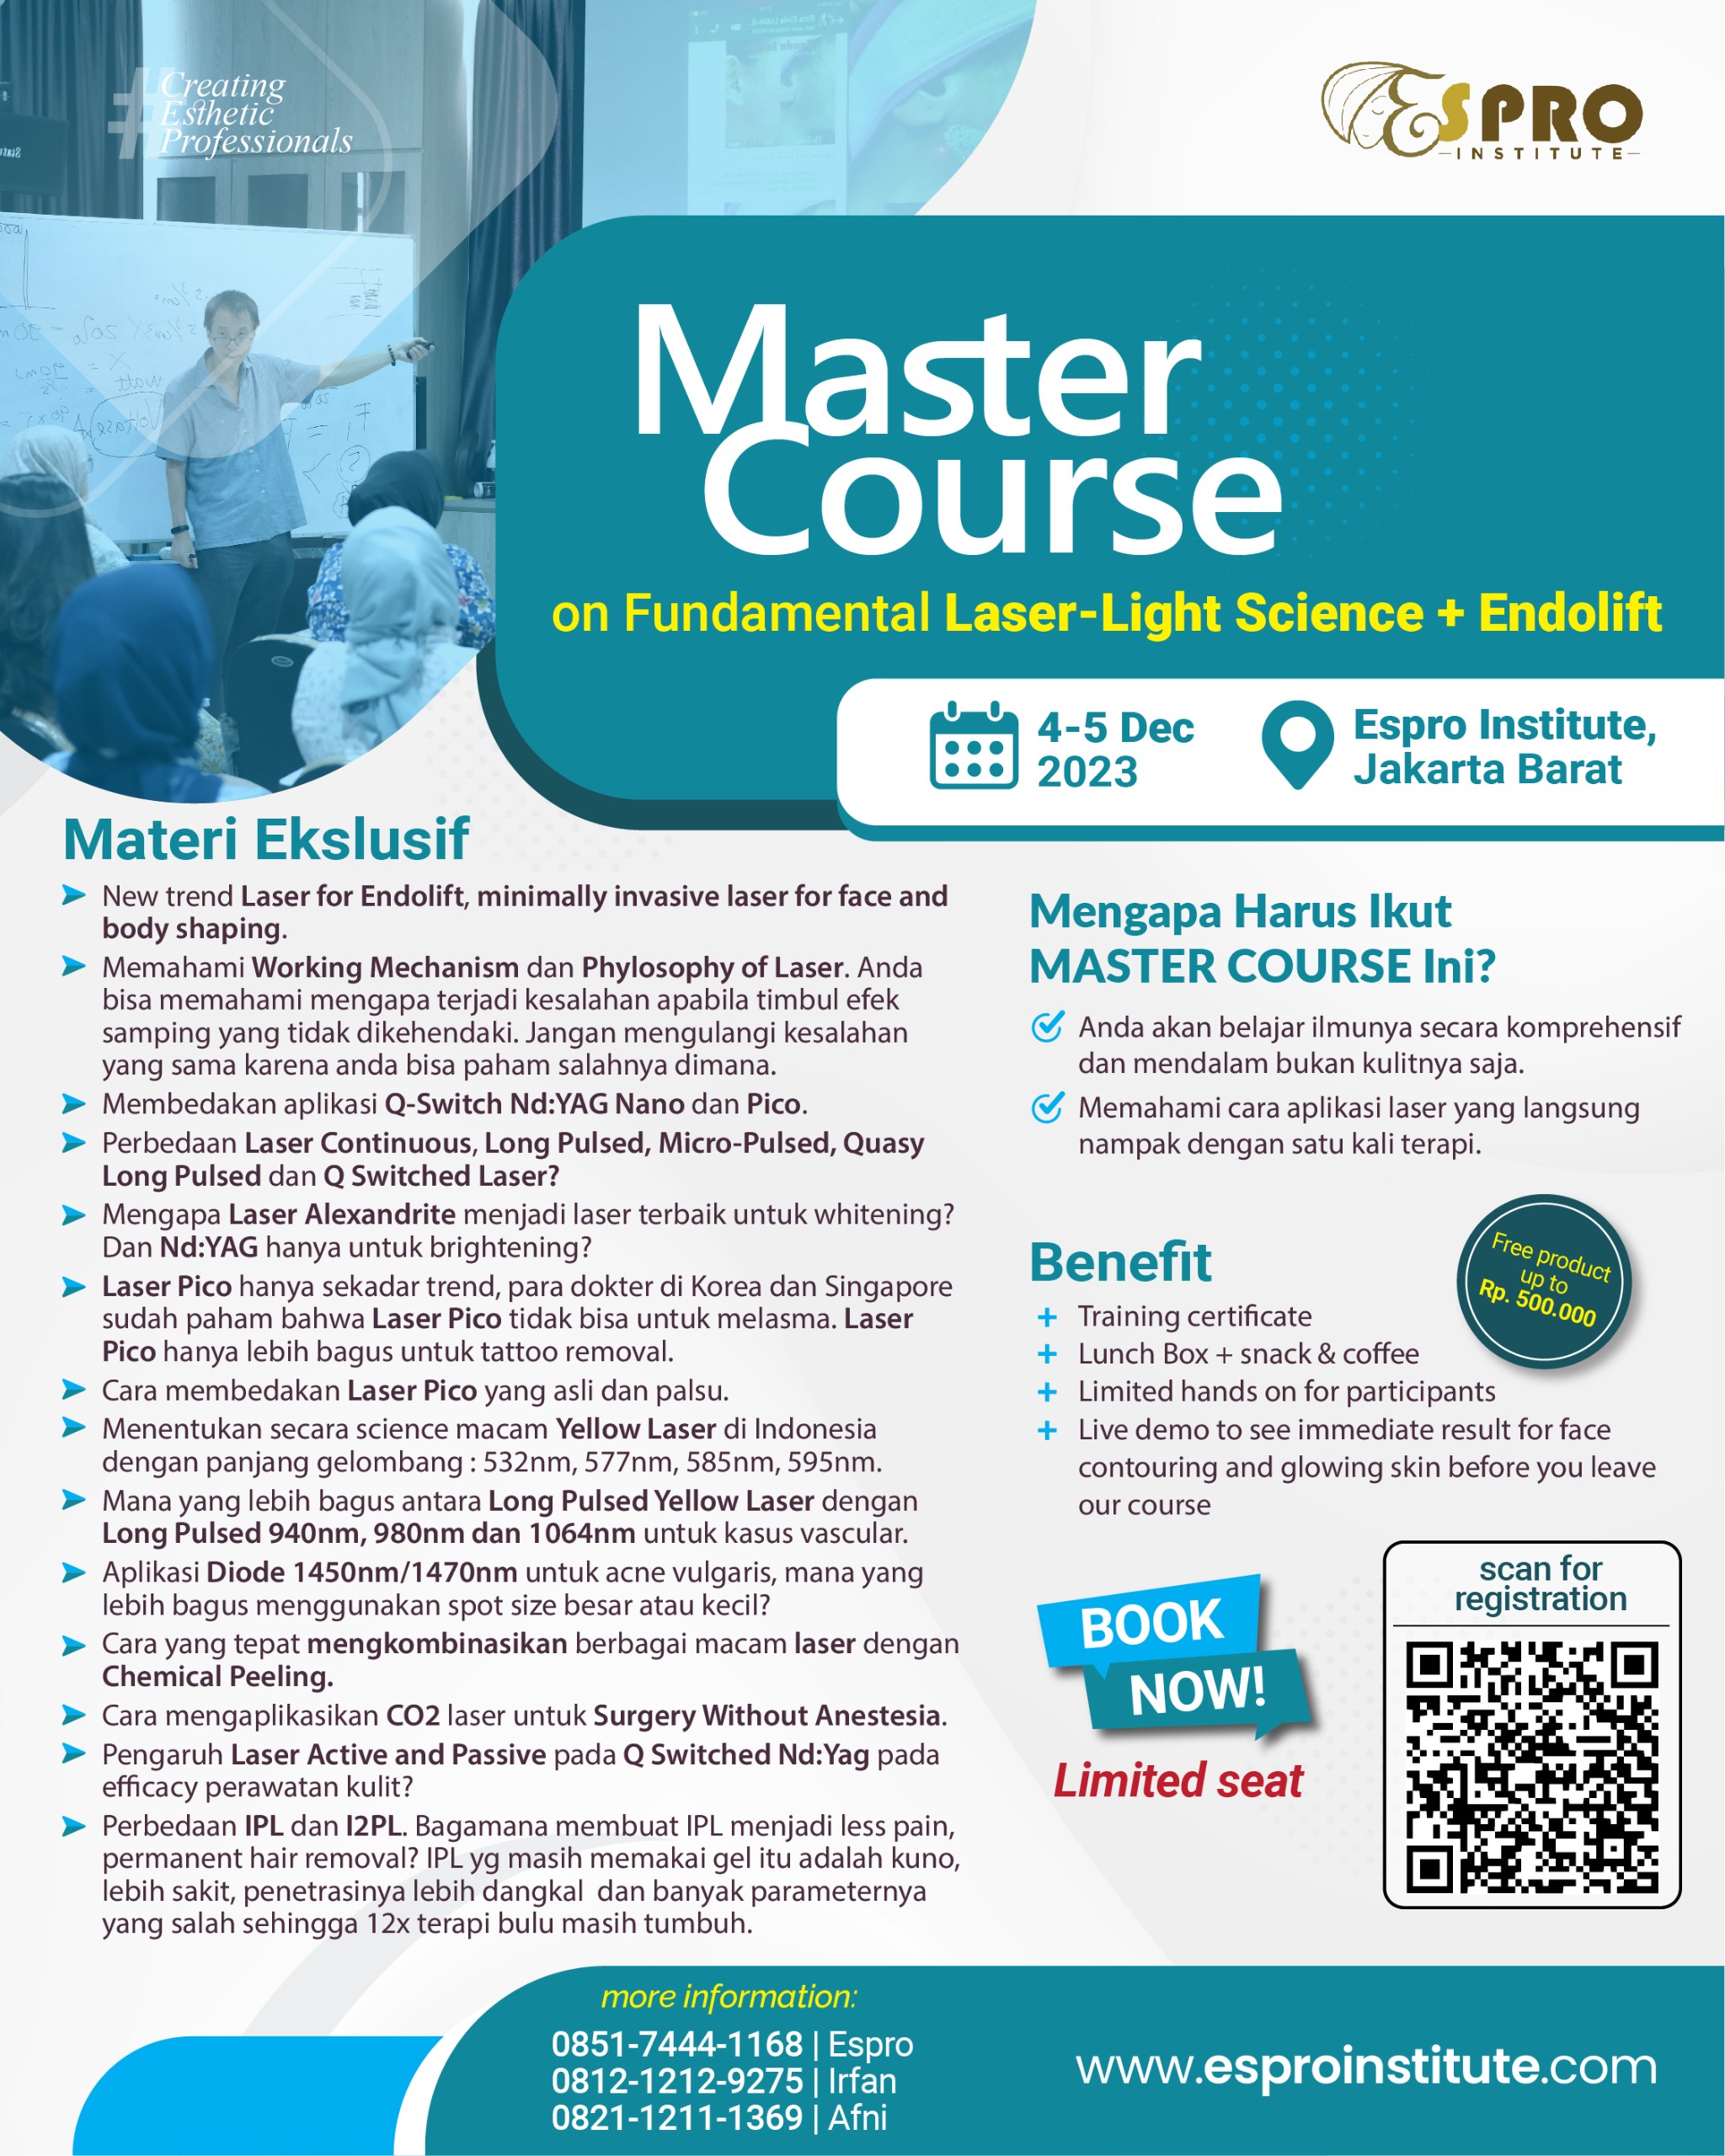 #Creating
Esthetic
Professionals
ESPRO
INSTITUTE
Master
Course
on Fundamental Laser-Light Science + Endolift
4-5 Dec
2023
Espro Institute,
Jakarta Barat
Materi Ekslusif
New trend Laser for Endolift, minimally invasive laser for face and
body shaping.
Memahami Working Mechanism dan Phylosophy of Laser. Anda
bisa memahami mengapa terjadi kesalahan apabila timbul efek
samping yang tidak dikehendaki. Jangan mengulangi kesalahan
yang sama karena anda bisa paham salahnya dimana.
Membedakan aplikasi Q-Switch Nd:YAG Nano dan Pico.
Perbedaan Laser Continuous, Long Pulsed, Micro-Pulsed, Quasy
Long Pulsed dan Q Switched Laser?
Mengapa Laser Alexandrite menjadi laser terbaik untuk whitening?
Dan Nd:YAG hanya untuk brightening?
Laser Pico hanya sekadar trend, para dokter di Korea dan Singapore
sudah paham bahwa Laser Pico tidak bisa untuk melasma. Laser
Pico hanya lebih bagus untuk tattoo removal.
Cara membedakan Laser Pico yang asli dan palsu.
Menentukan secara science macam Yellow Laser di Indonesia
dengan panjang gelombang : 532nm, 577nm, 585nm, 595nm.
Mana yang lebih bagus antara Long Pulsed Yellow Laser dengan
Long Pulsed 940nm, 980nm dan 1064nm untuk kasus vascular.
Aplikasi Diode 1450nm/1470nm untuk acne vulgaris, mana yang
lebih bagus menggunakan spot size besar atau kecil?
Cara yang tepat mengkombinasikan berbagai macam laser dengan
Chemical Peeling.
Cara mengaplikasikan CO2 laser untuk Surgery Without Anestesia.
Pengaruh Laser Active and Passive pada Q Switched Nd:Yag pada
efficacy perawatan kulit?
Perbedaan IPL dan I2PL. Bagamana membuat IPL menjadi less pain,
permanent hair removal? IPL yg masih memakai gel itu adalah kuno,
lebih sakit, penetrasinya lebih dangkal dan banyak parameternya
yang salah sehingga 12x terapi bulu masih tumbuh.
Mengapa Harus Ikut
MASTER COURSE Ini?
Anda akan belajar ilmunya secara komprehensif
dan mendalam bukan kulitnya saja.
Memahami cara aplikasi laser yang langsung
nampak dengan satu kali terapi.
Benefit
+ Training certificate
+ Lunch Box + snack & coffee
+ Limited hands on for participants
+ Live demo to see immediate result for face
contouring and glowing skin before you leave
our course
Free product
up to
Rp. 500.000
BOOK
NOW!
Limited seat
scan for
registration
more information:
0851-7444-1168 | Espro
0812-1212-9275 | Irfan
0821-1211-1369 | Afni
www.esproinstitute.com